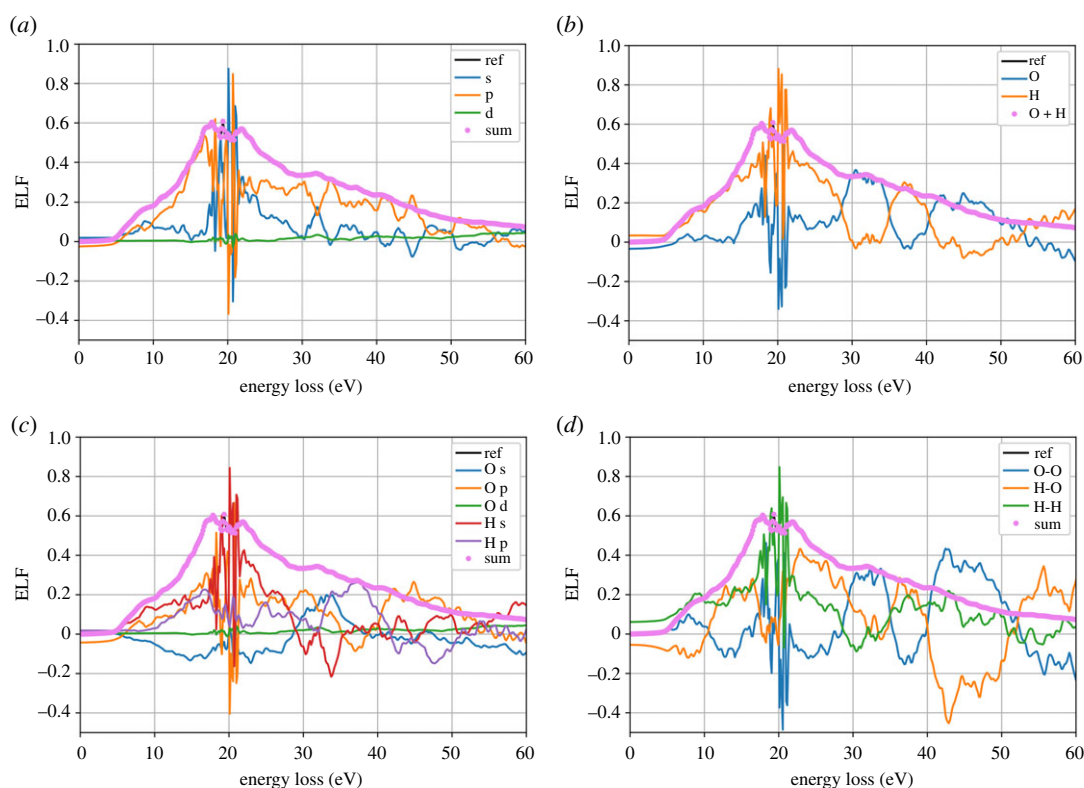 (a)
1.0
0.8
0.6
0.4
0.2
0
−0.2
−0.4
ELF
ref
s
p
d
sum
0 10 20 30 40 50 60
energy loss (eV)
(b)
1.0
0.8
0.6
0.4
0.2
0
−0.2
−0.4
ELF
ref
O
H
O + H
0 10 20 30 40 50 60
energy loss (eV)
(c)
1.0
0.8
0.6
0.4
0.2
0
−0.2
−0.4
ELF
ref
O s
O p
O d
H s
H p
sum
0 10 20 30 40 50 60
energy loss (eV)
(d)
1.0
0.8
0.6
0.4
0.2
0
−0.2
−0.4
ELF
ref
O-O
H-O
H-H
sum
0 10 20 30 40 50 60
energy loss (eV)